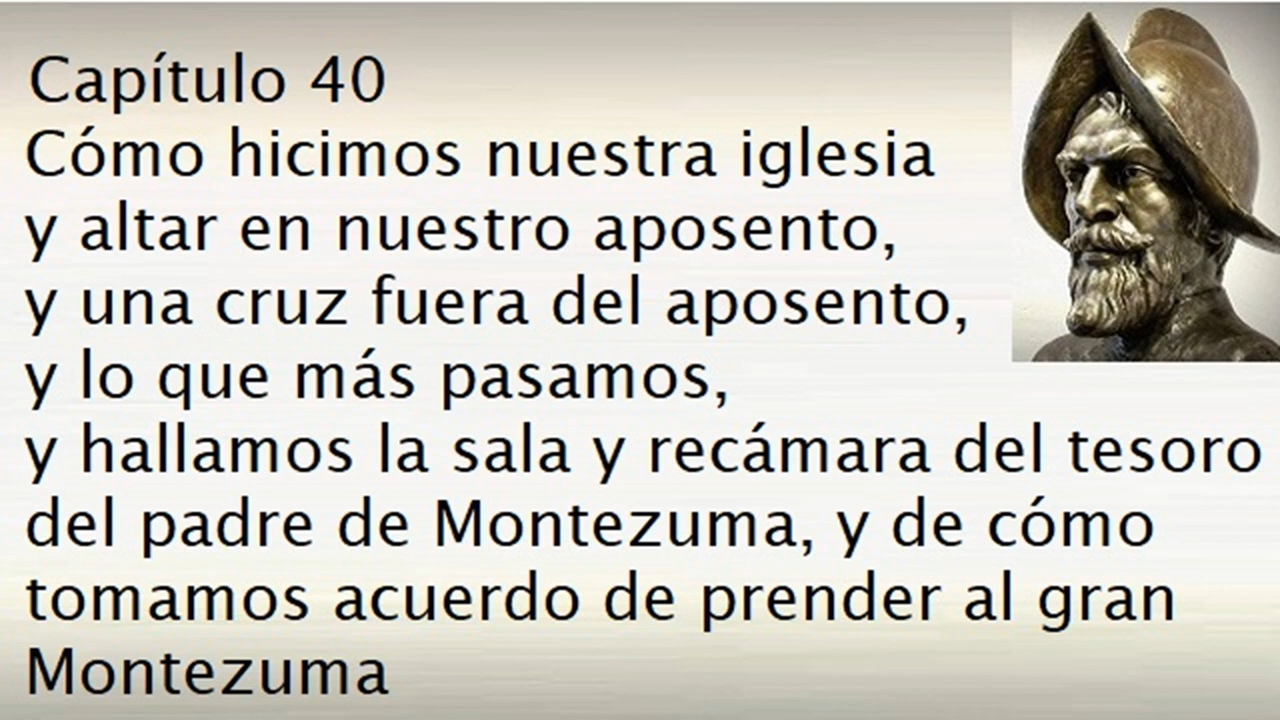 Capítulo 40
Cómo hicimos nuestra iglesia
y altar en nuestro aposento,
y una cruz fuera del aposento,
y lo que más pasamos,
y hallamos la sala y recámara del tesoro
del padre de Montezuma, y de cómo
tomamos acuerdo de prender al gran
Montezuma